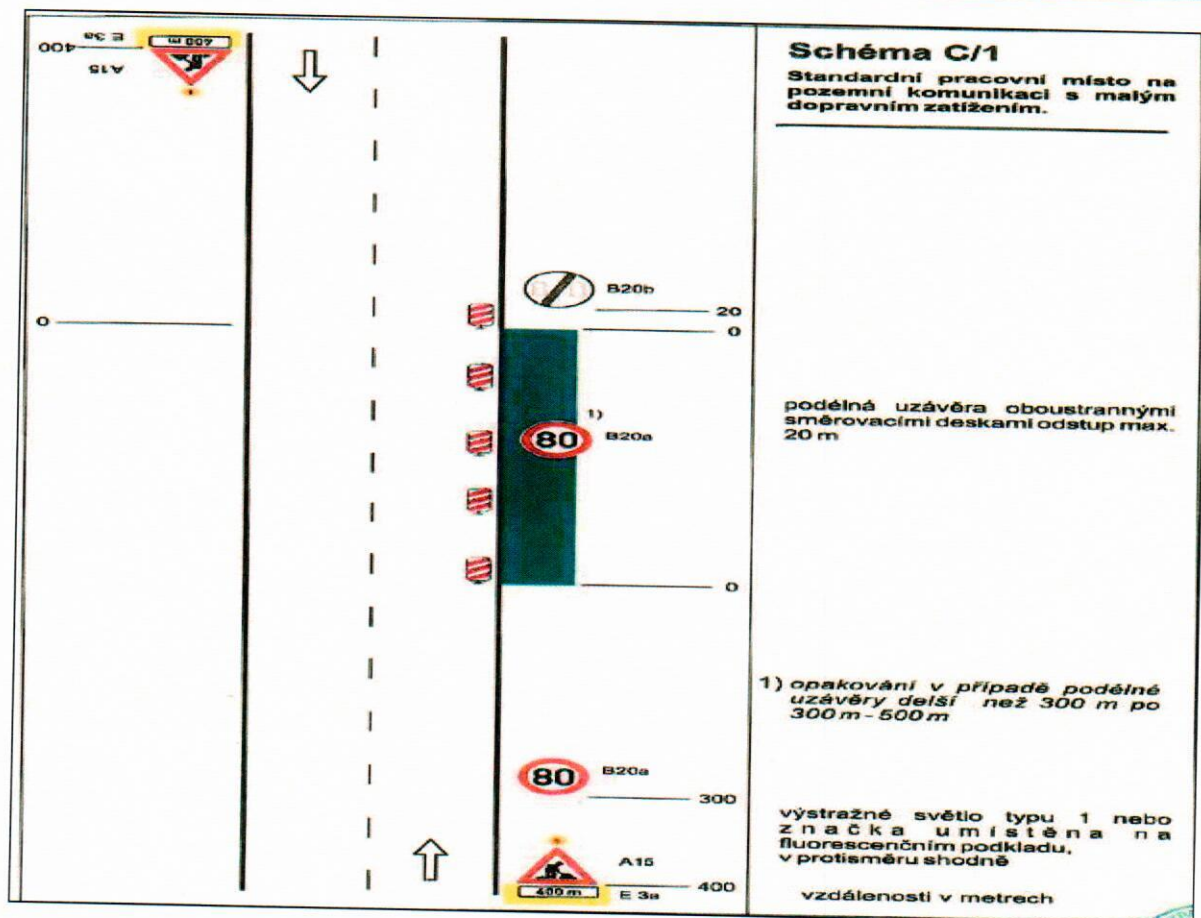 Schéma C/1
Standardní pracovní místo na
pozemní komunikaci s malým
dopravním zatížením.
400
E 3a
400 m
A15
B20b
20
0
0
podélná uzávěra oboustrannými
směrovacími deskami odstup max.
20 m
1)
80
B20a
0
1) opakování v případě podélné
uzávěry delší než 300 m po
300 m - 500 m
80
B20a
300
výstražné světlo typu 1 nebo
značka umístěna na
fluorescenčním podkladu,
v protisměru shodně
A15
400 m
E 3a
400
vzdálenosti v metrech